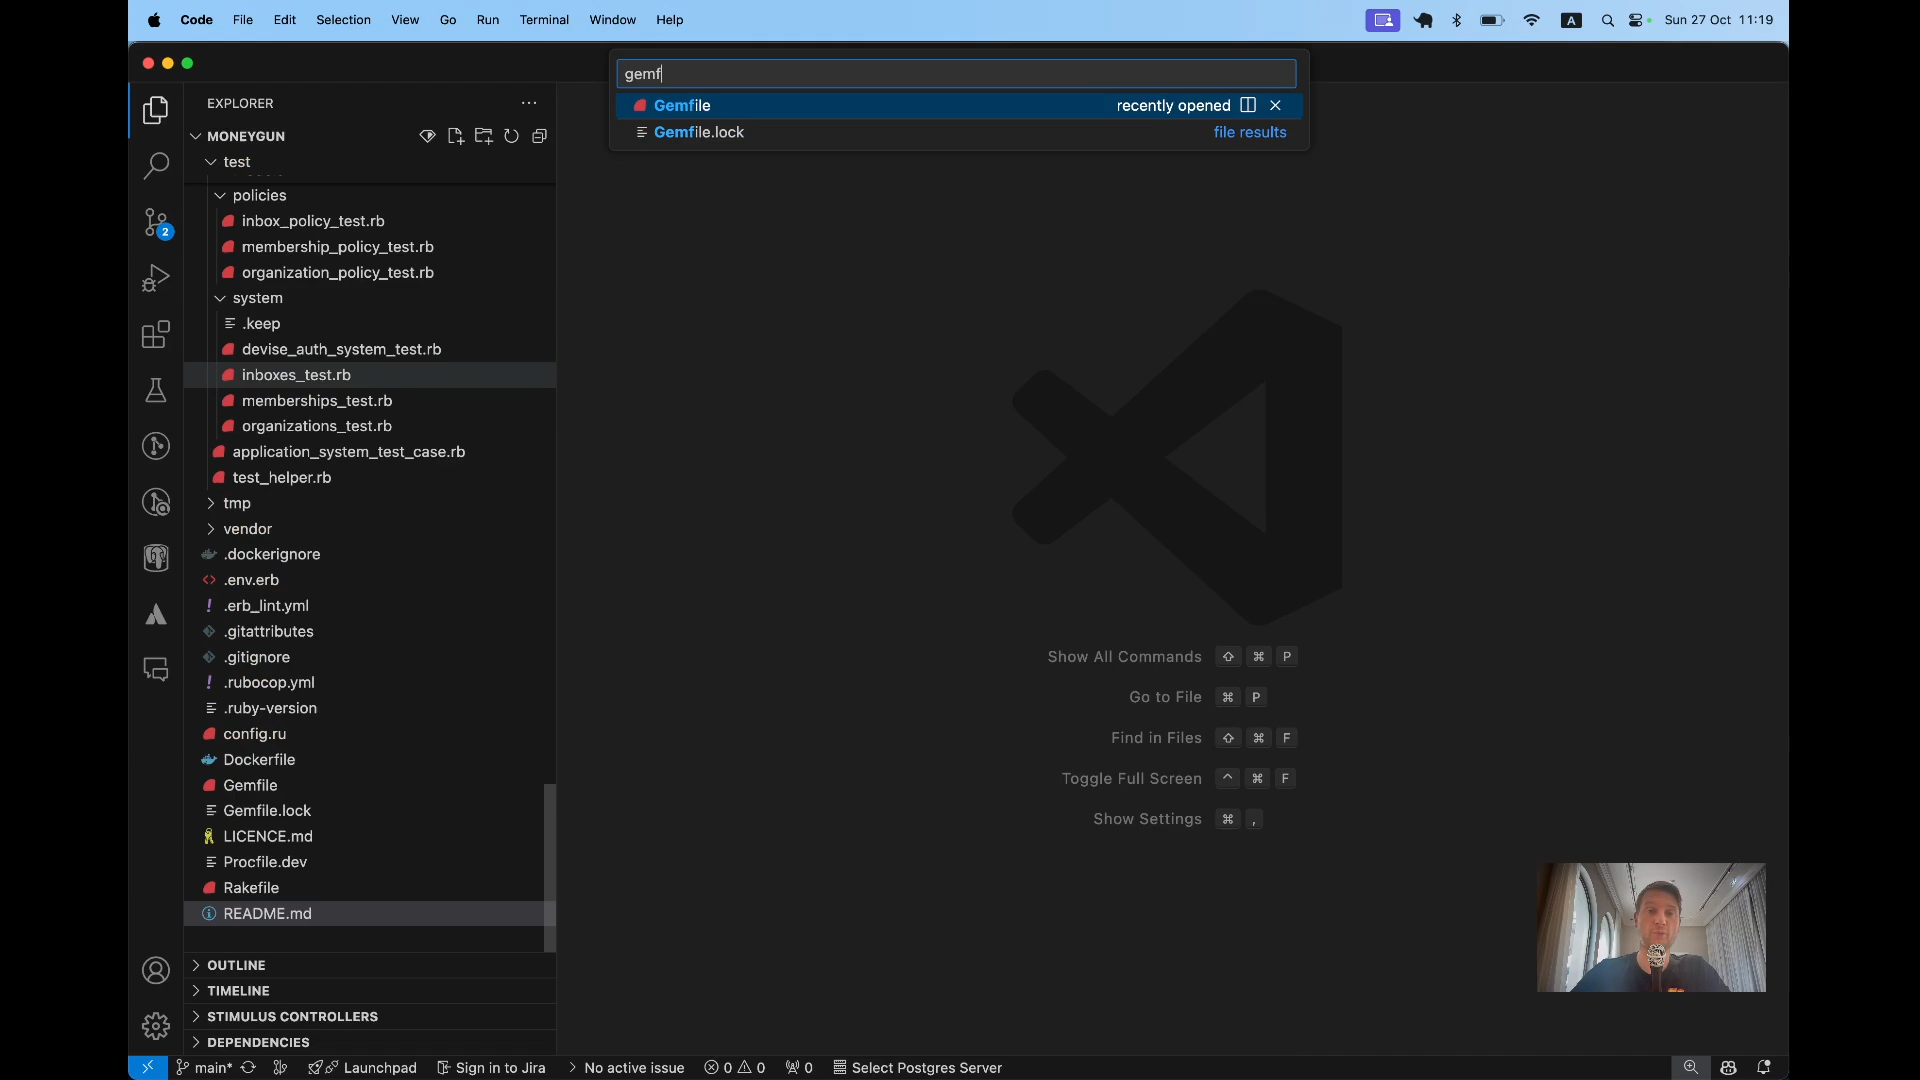 Code File Edit Selection View Go Run Terminal Window Help
A
Sun 27 Oct 11:19
gemf
Gemfile recently opened
Gemfile.lock file results
EXPLORER
MONEYGUN
test
policies
inbox_policy_test.rb
membership_policy_test.rb
organization_policy_test.rb
system
.keep
devise_auth_system_test.rb
inboxes_test.rb
memberships_test.rb
organizations_test.rb
application_system_test_case.rb
test_helper.rb
tmp
vendor
.dockerignore
.env.erb
.erb_lint.yml
.gitattributes
.gitignore
.rubocop.yml
.ruby-version
config.ru
Dockerfile
Gemfile
Gemfile.lock
LICENCE.md
Procfile.dev
Rakefile
README.md
OUTLINE
TIMELINE
STIMULUS CONTROLLERS
DEPENDENCIES
2
Show All Commands ⇧ ⌘ P
Go to File ⌘ P
Find in Files ⇧ ⌘ F
Toggle Full Screen ^ ⌘ F
Show Settings ⌘ ,
main* Launchpad Sign in to Jira No active issue 0 0 0 Select Postgres Server